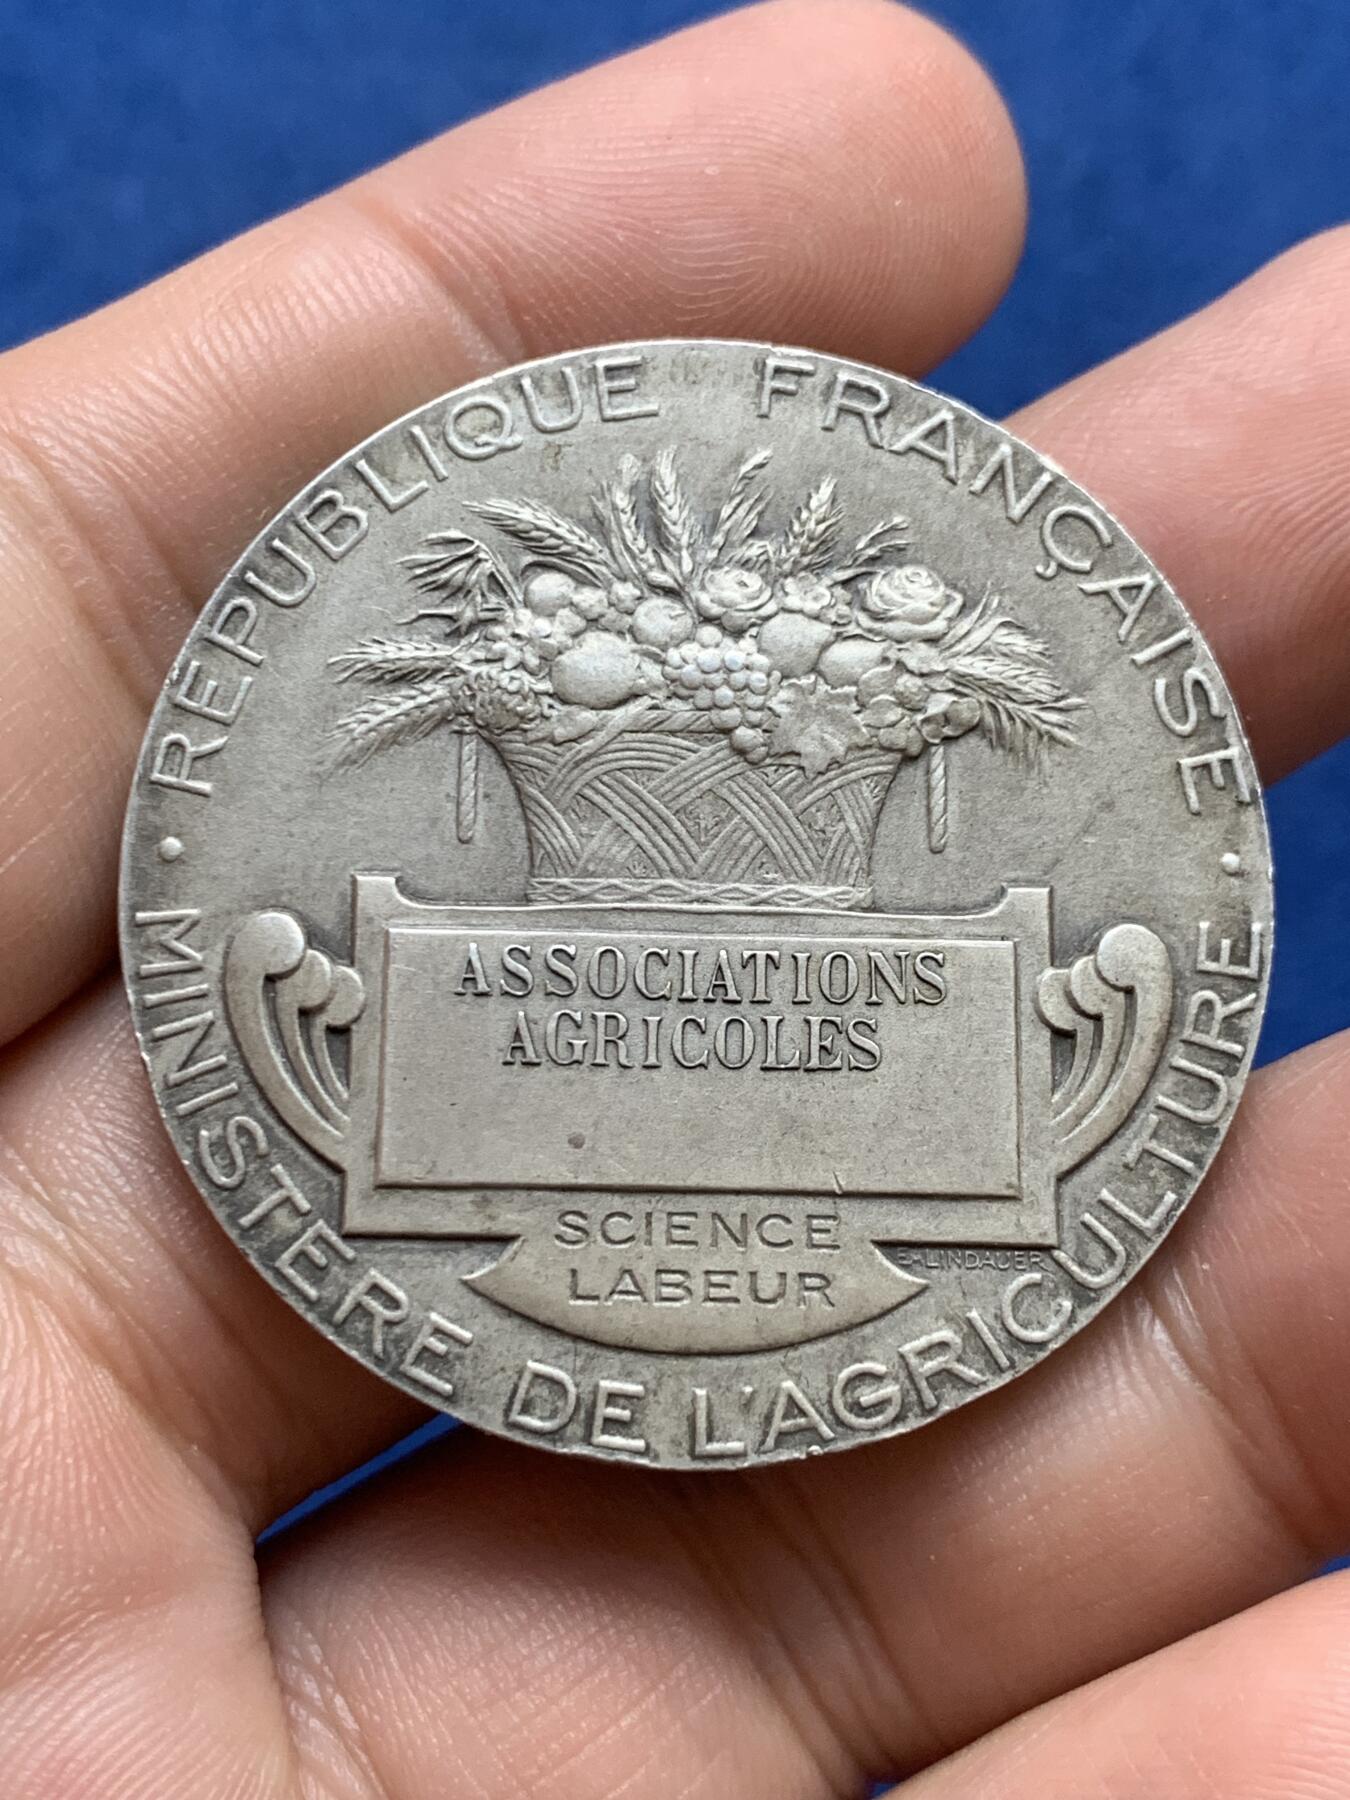 REPUBLIQUE FRANÇAISE
ASSOCIATIONS
AGRICOLES
SCIENCE
LABEUR
E·LINDAUER
· MINISTERE DE L'AGRICULTURE ·